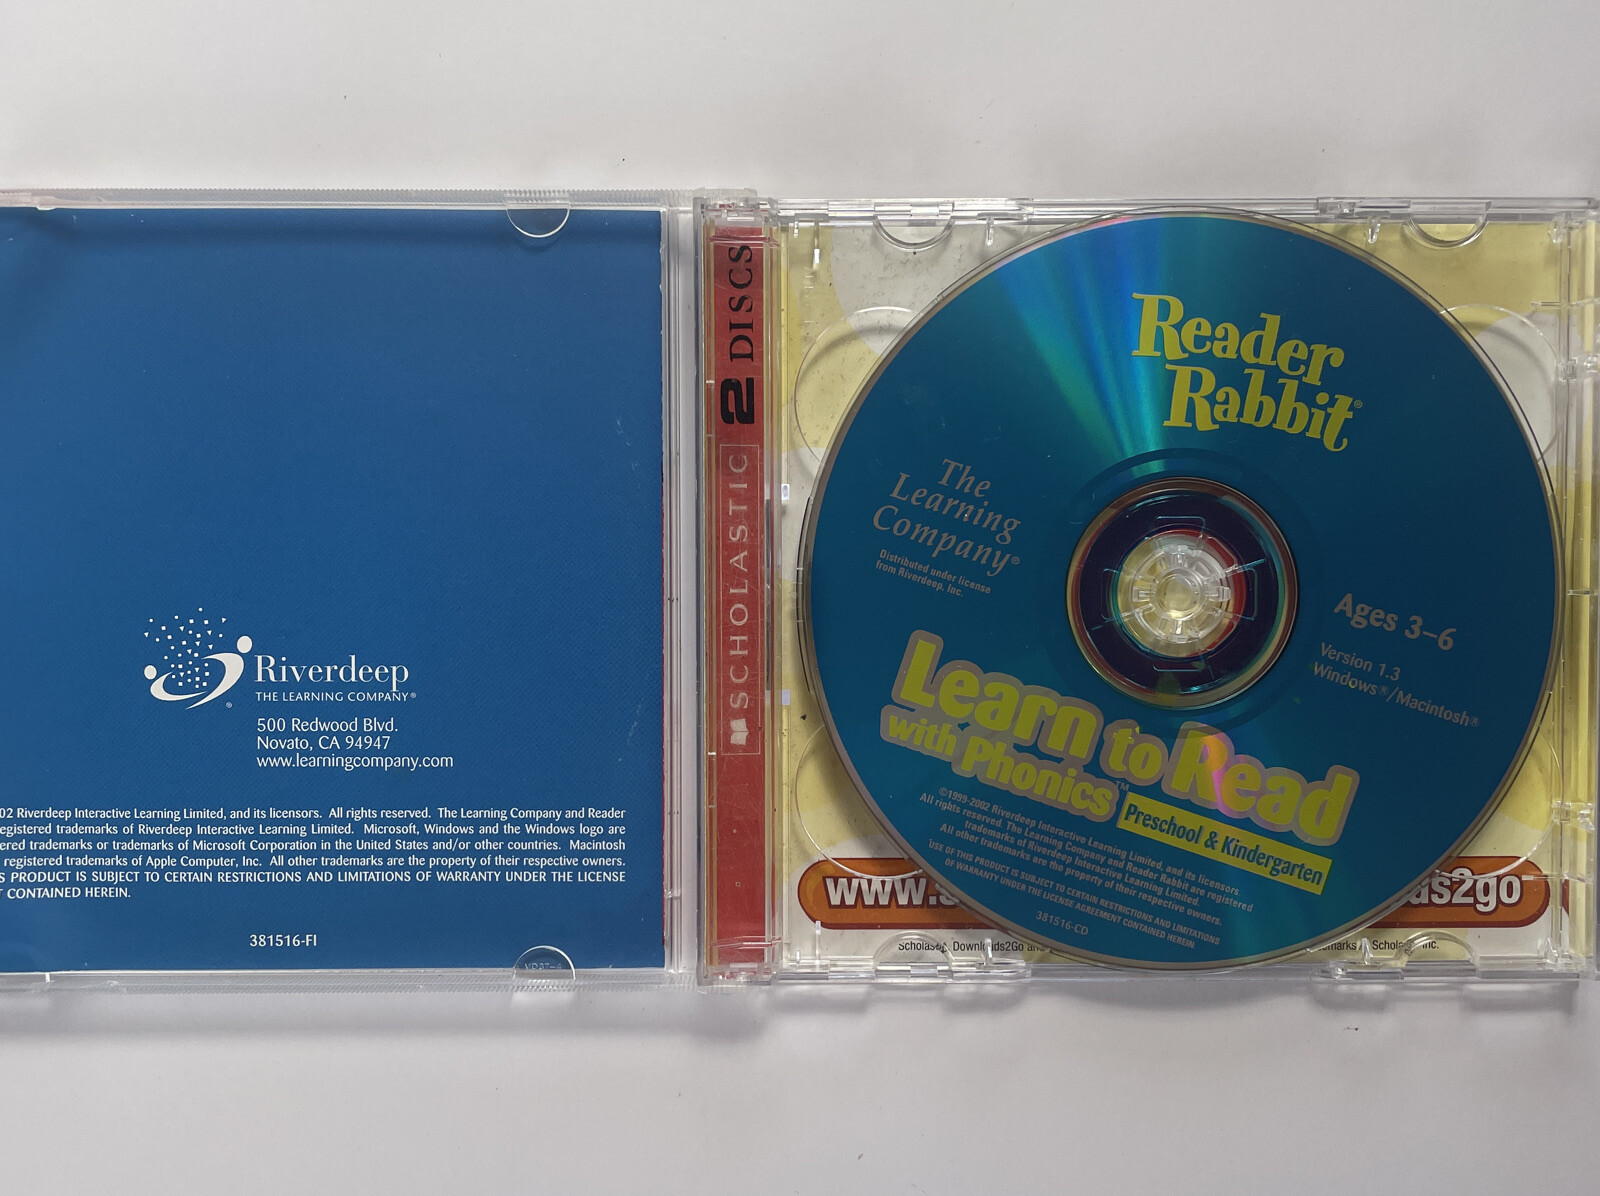 Riverdeep
THE LEARNING COMPANY®
500 Redwood Blvd.
Novato, CA 94947
www.learningcompany.com
02 Riverdeep Interactive Learning Limited, and its licensors. All rights reserved. The Learning Company and Reader
egistered trademarks of Riverdeep Interactive Learning Limited. Microsoft, Windows and the Windows logo are
ered trademarks or trademarks of Microsoft Corporation in the United States and/or other countries. Macintosh
registered trademarks of Apple Computer, Inc. All other trademarks are the property of their respective owners.
S PRODUCT IS SUBJECT TO CERTAIN RESTRICTIONS AND LIMITATIONS OF WARRANTY UNDER THE LICENSE
T CONTAINED HEREIN.
381516-FI
SCHOLASTIC 2 DISCS
Reader
Rabbit®
The
Learning
Company®
Distributed under license
from Riverdeep, Inc.
Ages 3–6
Version 1.3
Windows®/Macintosh®
Learn to Read
with Phonics™
Preschool & Kindergarten
©1999-2002 Riverdeep Interactive Learning Limited, and its licensors.
All rights reserved. The Learning Company and Reader Rabbit are registered
trademarks of Riverdeep Interactive Learning Limited.
All other trademarks are the property of their respective owners.
USE OF THIS PRODUCT IS SUBJECT TO CERTAIN RESTRICTIONS AND LIMITATIONS
OF WARRANTY UNDER THE LICENSE AGREEMENT CONTAINED HEREIN.
381516-CD
www.s ds2go
Downloads2Go and marks Inc.